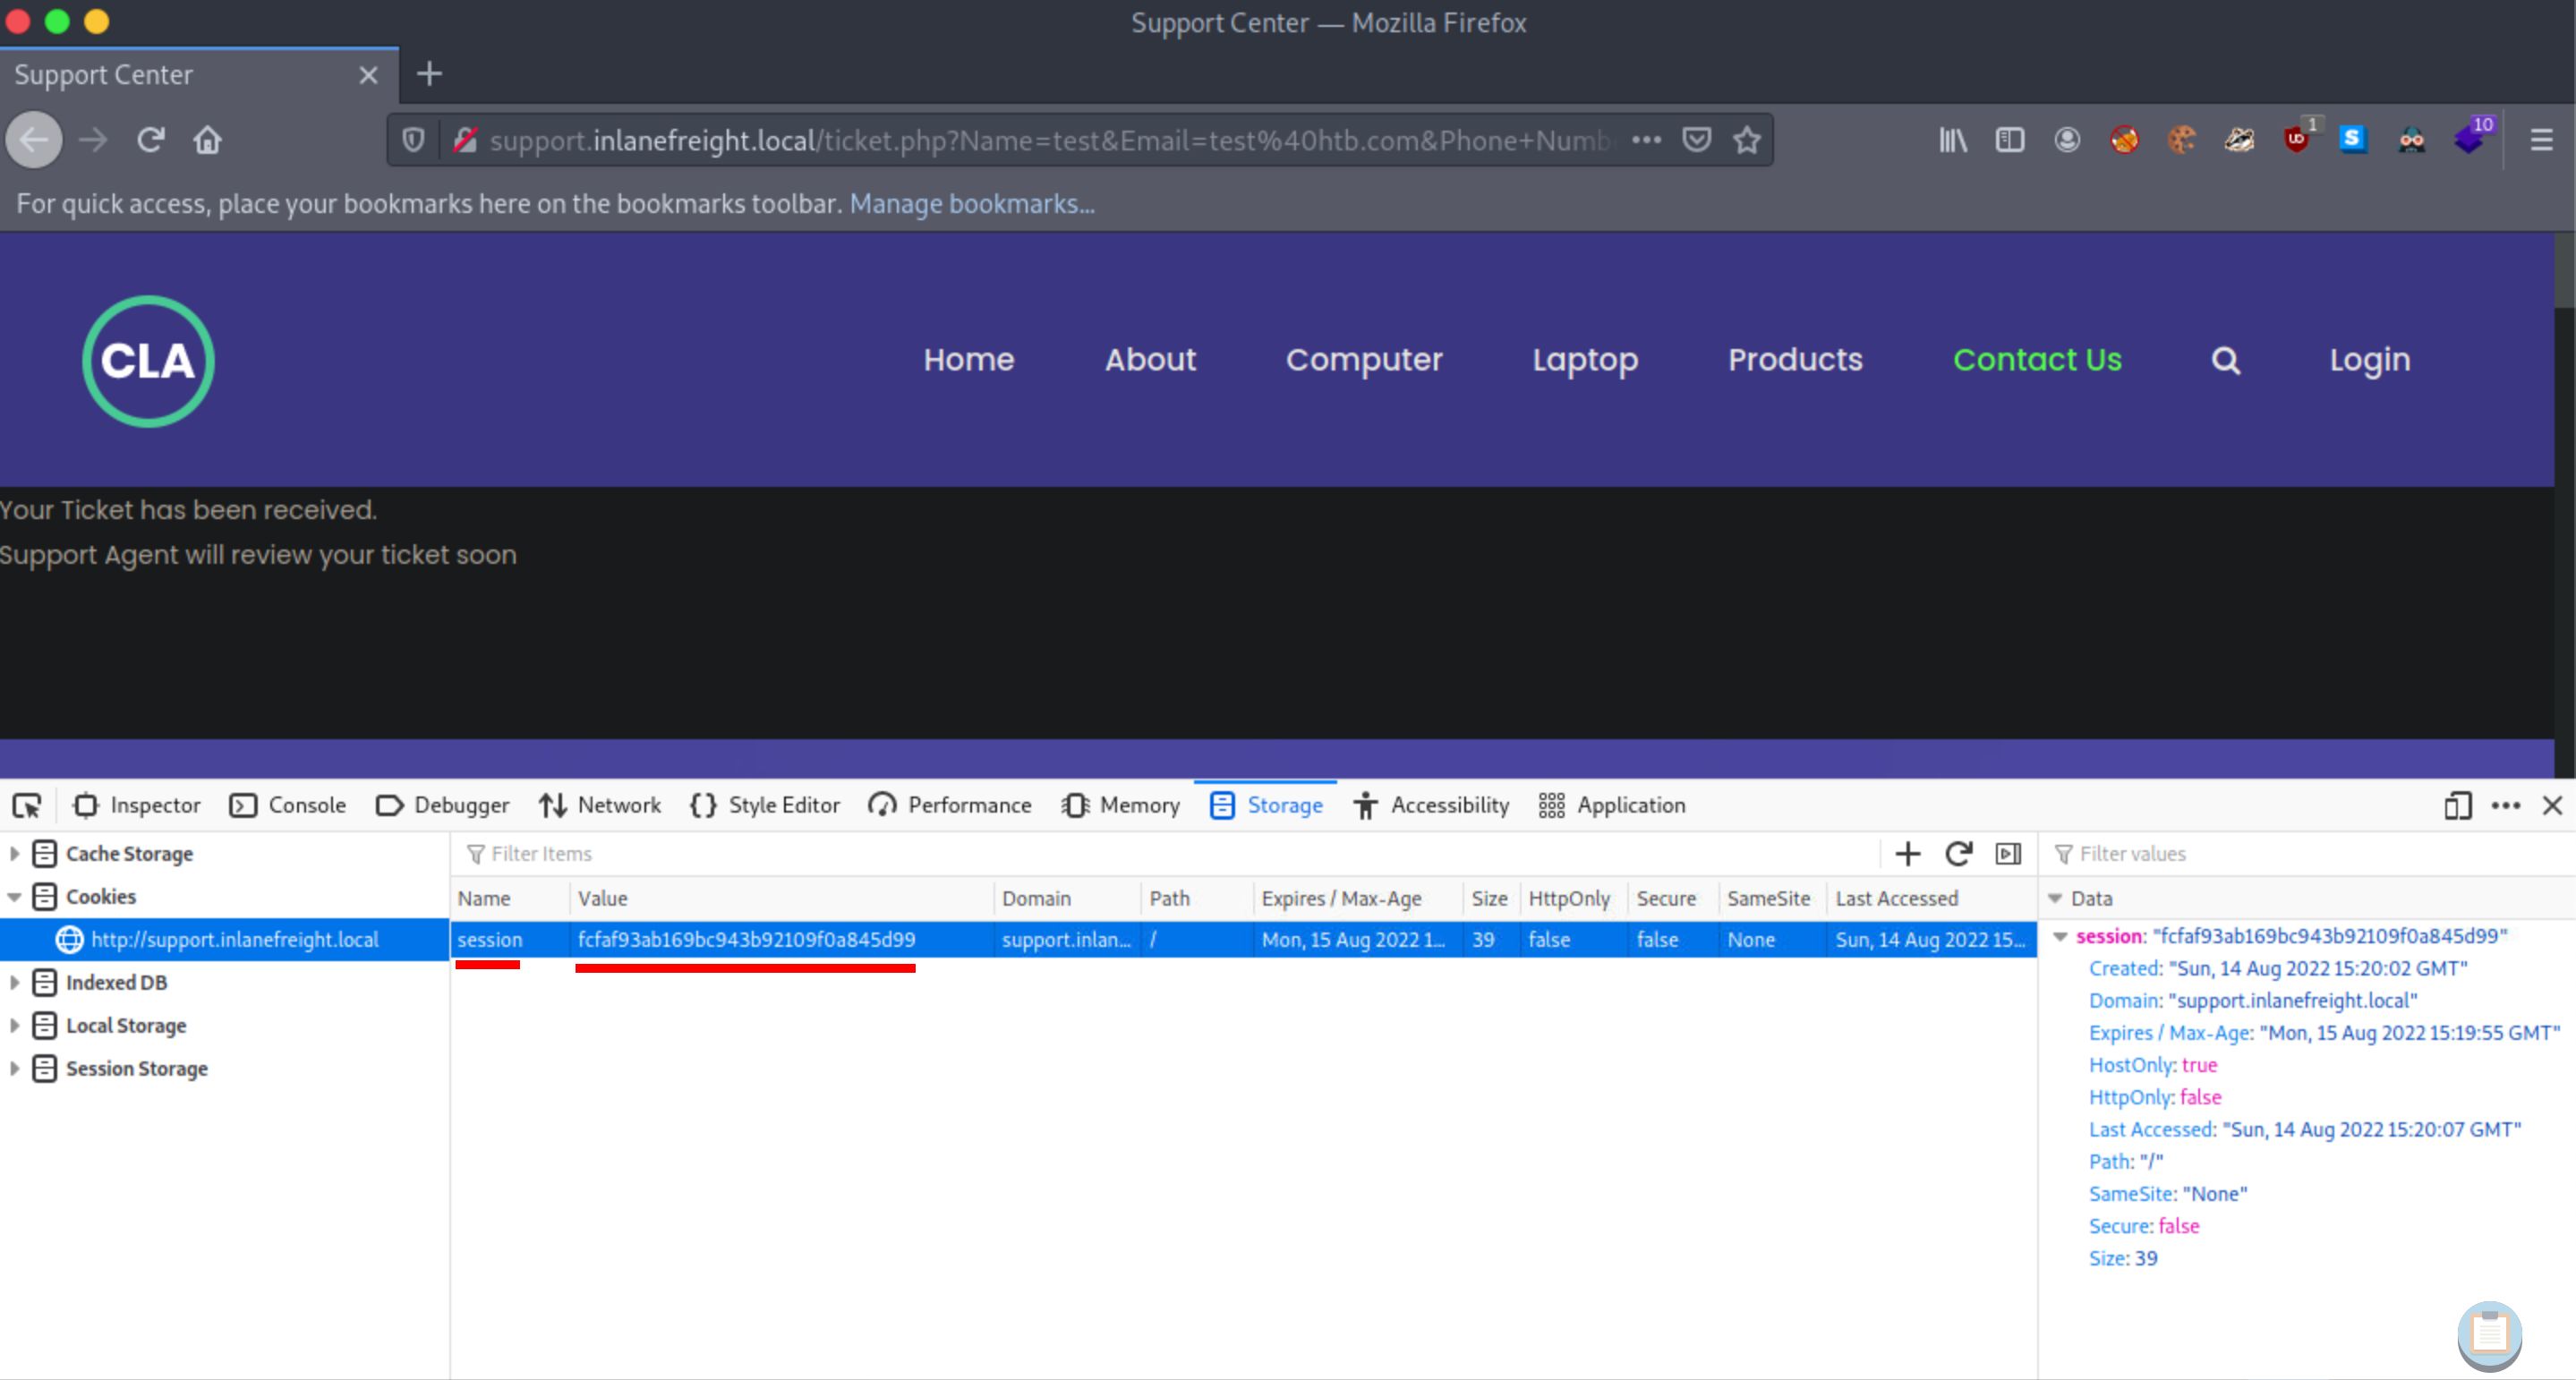 Support Center — Mozilla Firefox
Support Center
support.inlanefreight.local/ticket.php?Name=test&Email=test%40htb.com&Phone+Numb
1
S
10
For quick access, place your bookmarks here on the bookmarks toolbar. Manage bookmarks...
CLA
Home About Computer Laptop Products Contact Us Login
Your Ticket has been received.
Support Agent will review your ticket soon
Inspector Console Debugger Network Style Editor Performance Memory Storage Accessibility Application
Cache Storage
Cookies
http://support.inlanefreight.local
Indexed DB
Local Storage
Session Storage
Filter Items
Name Value Domain Path Expires / Max-Age Size HttpOnly Secure SameSite Last Accessed
session fcfaf93ab169bc943b92109f0a845d99 support.inlan... / Mon, 15 Aug 2022 1... 39 false false None Sun, 14 Aug 2022 15...
Filter values
Data
session: "fcfaf93ab169bc943b92109f0a845d99"
Created: "Sun, 14 Aug 2022 15:20:02 GMT"
Domain: "support.inlanefreight.local"
Expires / Max-Age: "Mon, 15 Aug 2022 15:19:55 GMT"
HostOnly: true
HttpOnly: false
Last Accessed: "Sun, 14 Aug 2022 15:20:07 GMT"
Path: "/"
SameSite: "None"
Secure: false
Size: 39